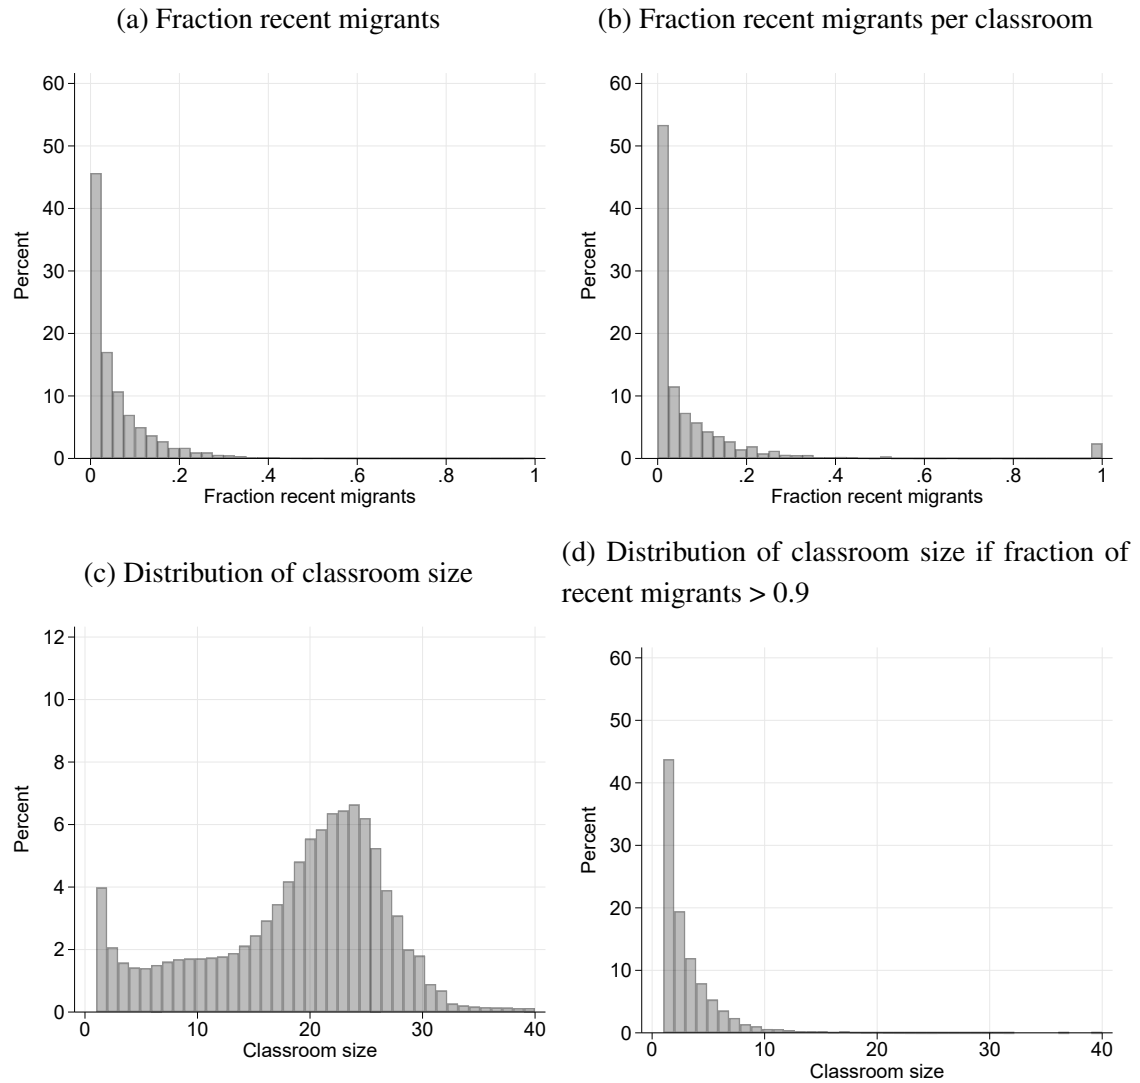 (a) Fraction recent migrants
60
50
40
30
20
10
0
Percent
0 .2 .4 .6 .8 1
Fraction recent migrants
(b) Fraction recent migrants per classroom
60
50
40
30
20
10
0
Percent
0 .2 .4 .6 .8 1
Fraction recent migrants
(c) Distribution of classroom size
12
10
8
6
4
2
0
Percent
0 10 20 30 40
Classroom size
(d) Distribution of classroom size if fraction of
recent migrants > 0.9
60
50
40
30
20
10
0
Percent
0 10 20 30 40
Classroom size